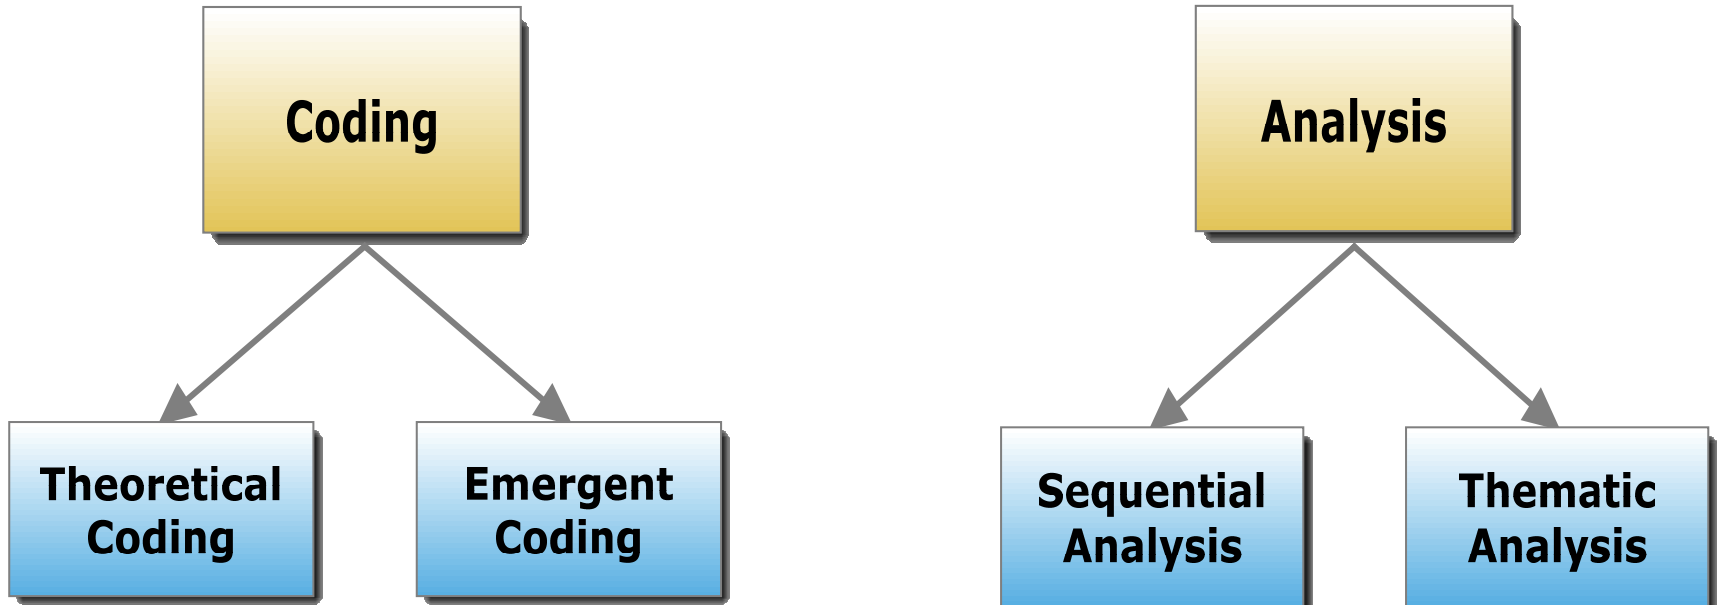 Coding
Analysis
Theoretical
Coding
Emergent
Coding
Sequential
Analysis
Thematic
Analysis